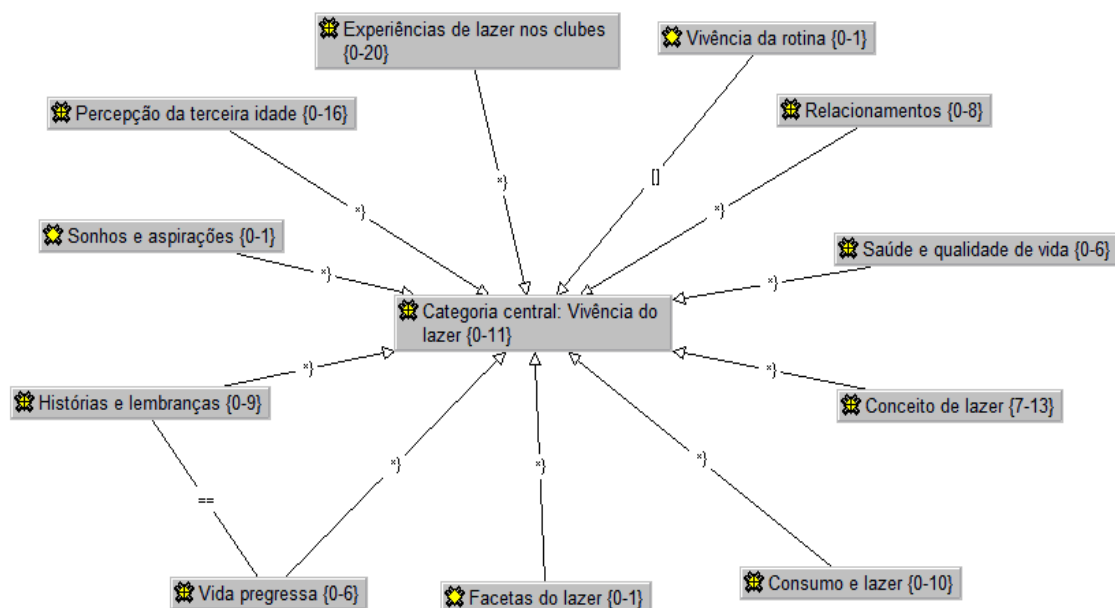 Experiências de lazer nos clubes
{0-20}
Vivência da rotina {0-1}
Percepção da terceira idade {0-16}
Relacionamentos {0-8}
*}
[]
*}
*}
Sonhos e aspirações {0-1}
Saúde e qualidade de vida {0-6}
*}
*}
Categoria central: Vivência do
lazer {0-11}
*}
*}
Histórias e lembranças {0-9}
Conceito de lazer {7-13}
*}
*}
*}
==
Vida pregressa {0-6}
Facetas do lazer {0-1}
Consumo e lazer {0-10}